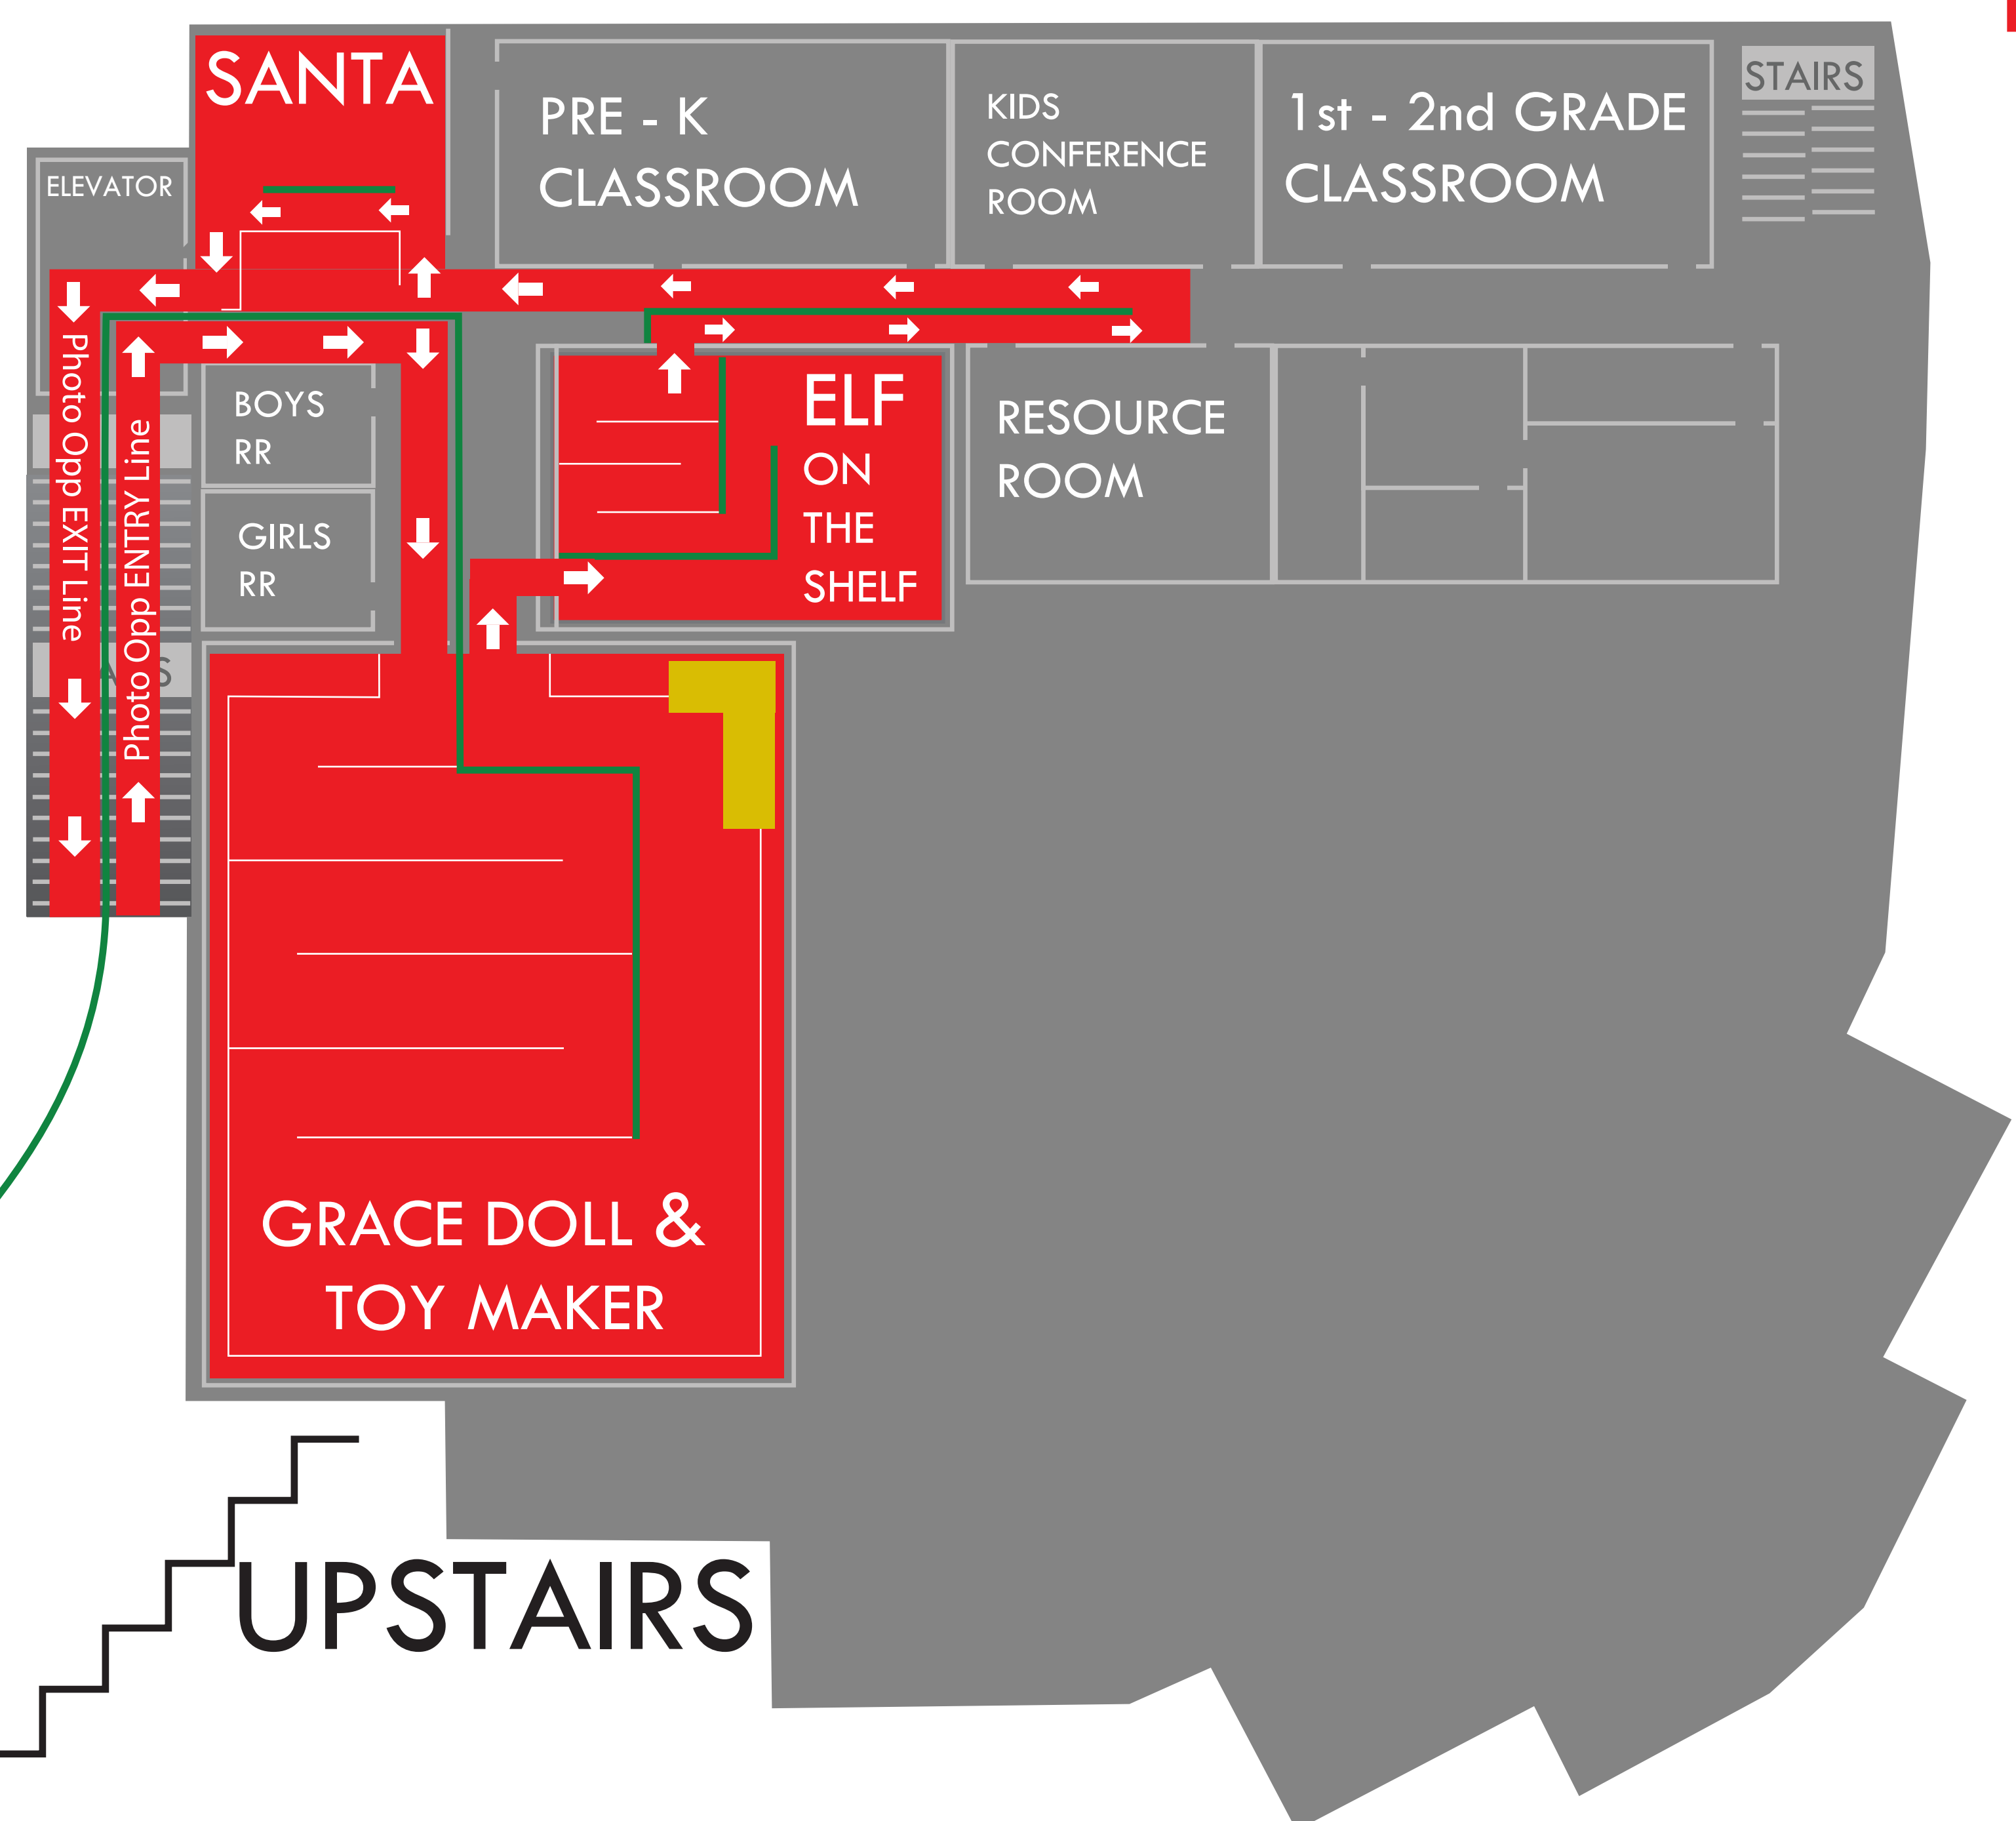 SANTA
ELEVATOR
PRE - K
CLASSROOM
KIDS
CONFERENCE
ROOM
1st - 2nd GRADE
CLASSROOM
STAIRS
Photo Opp EXIT Line
Photo Opp ENTRY Line
BOYS
RR
GIRLS
RR
ELF
ON
THE
SHELF
RESOURCE
ROOM
GRACE DOLL &
TOY MAKER
UPSTAIRS